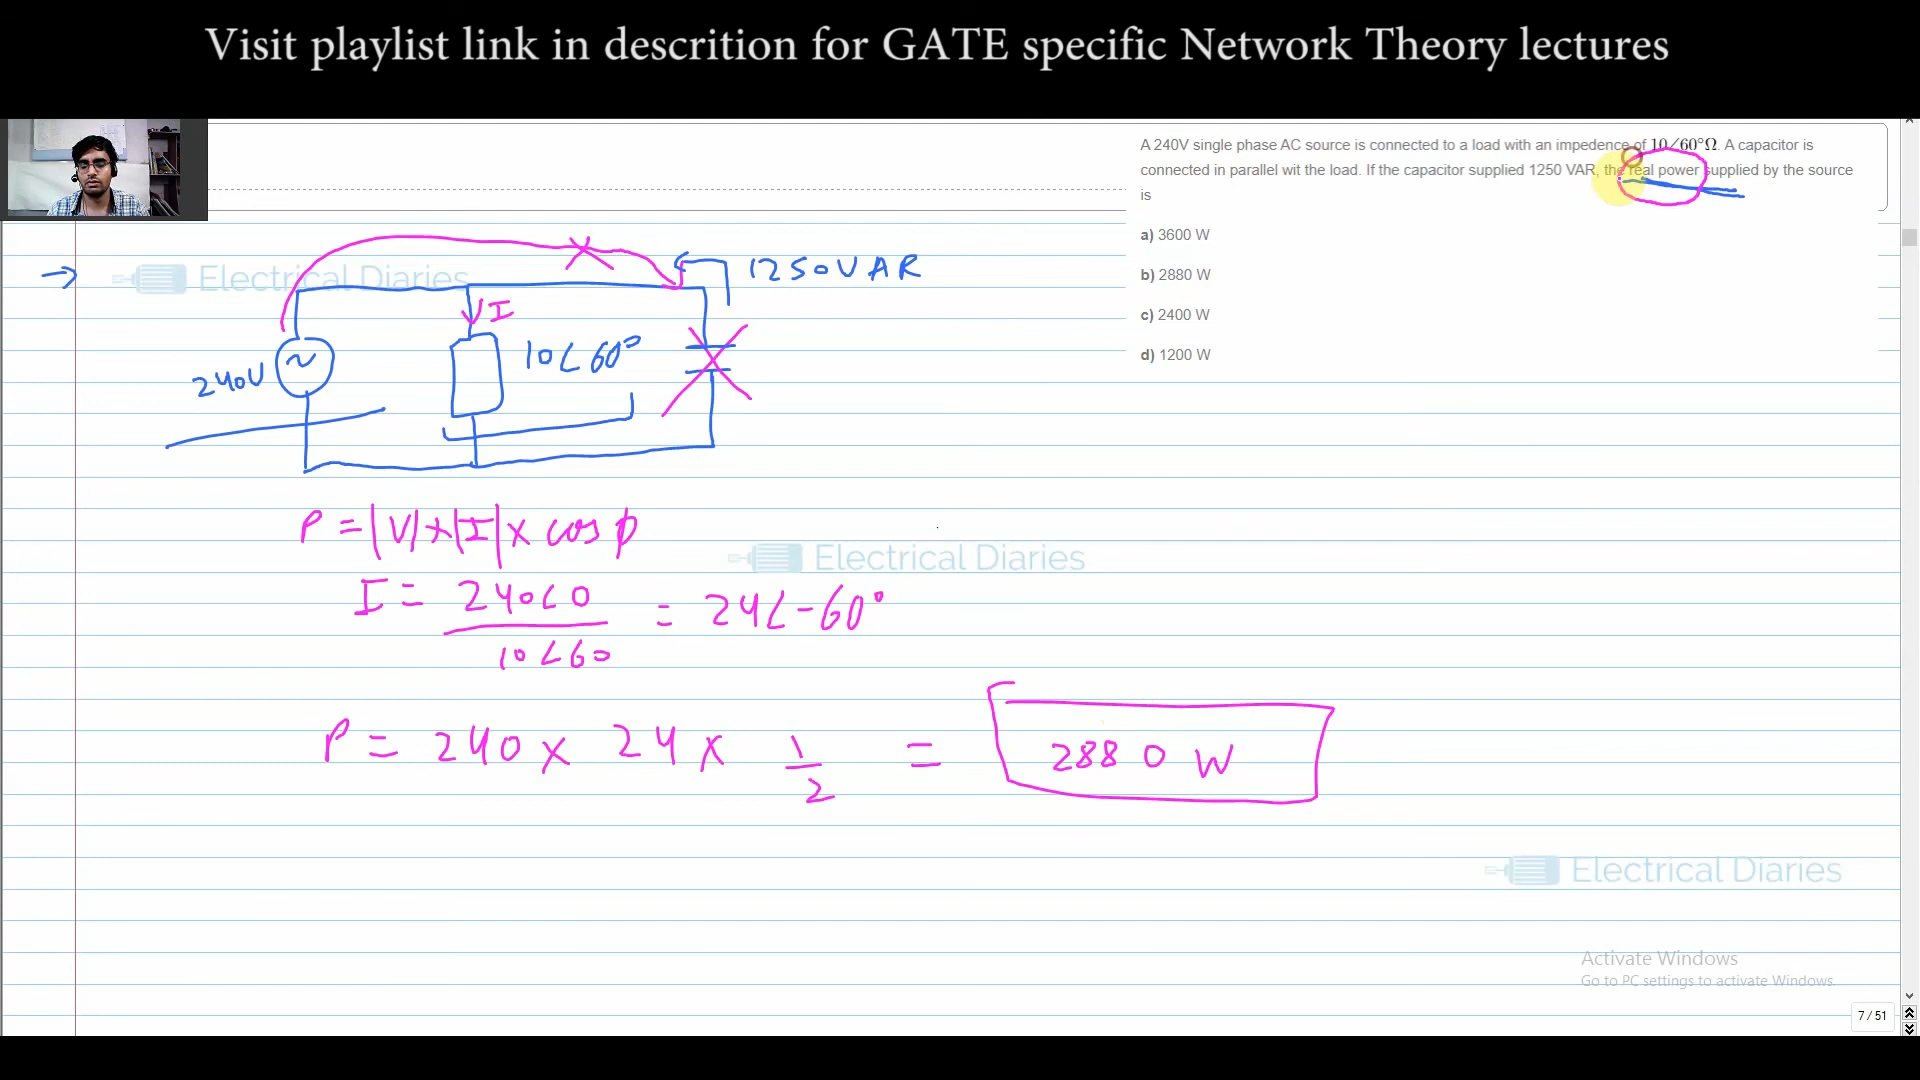 Visit playlist link in descrition for GATE specific Network Theory lectures
A 240V single phase AC source is connected to a load with an impedence of 10∠60°Ω. A capacitor is
connected in parallel wit the load. If the capacitor supplied 1250 VAR, the real power supplied by the source
is
a) 3600 W
b) 2880 W
c) 2400 W
d) 1200 W
Electrical Diaries
1250VAR
I
240V
10∠60°
P = |V|×|I|× cos φ
Electrical Diaries
I = 240∠0 / 10∠60 = 24∠-60°
P = 240 × 24 × 1/2 = 2880 W
Electrical Diaries
Activate Windows
Go to PC settings to activate Windows.
7 / 51